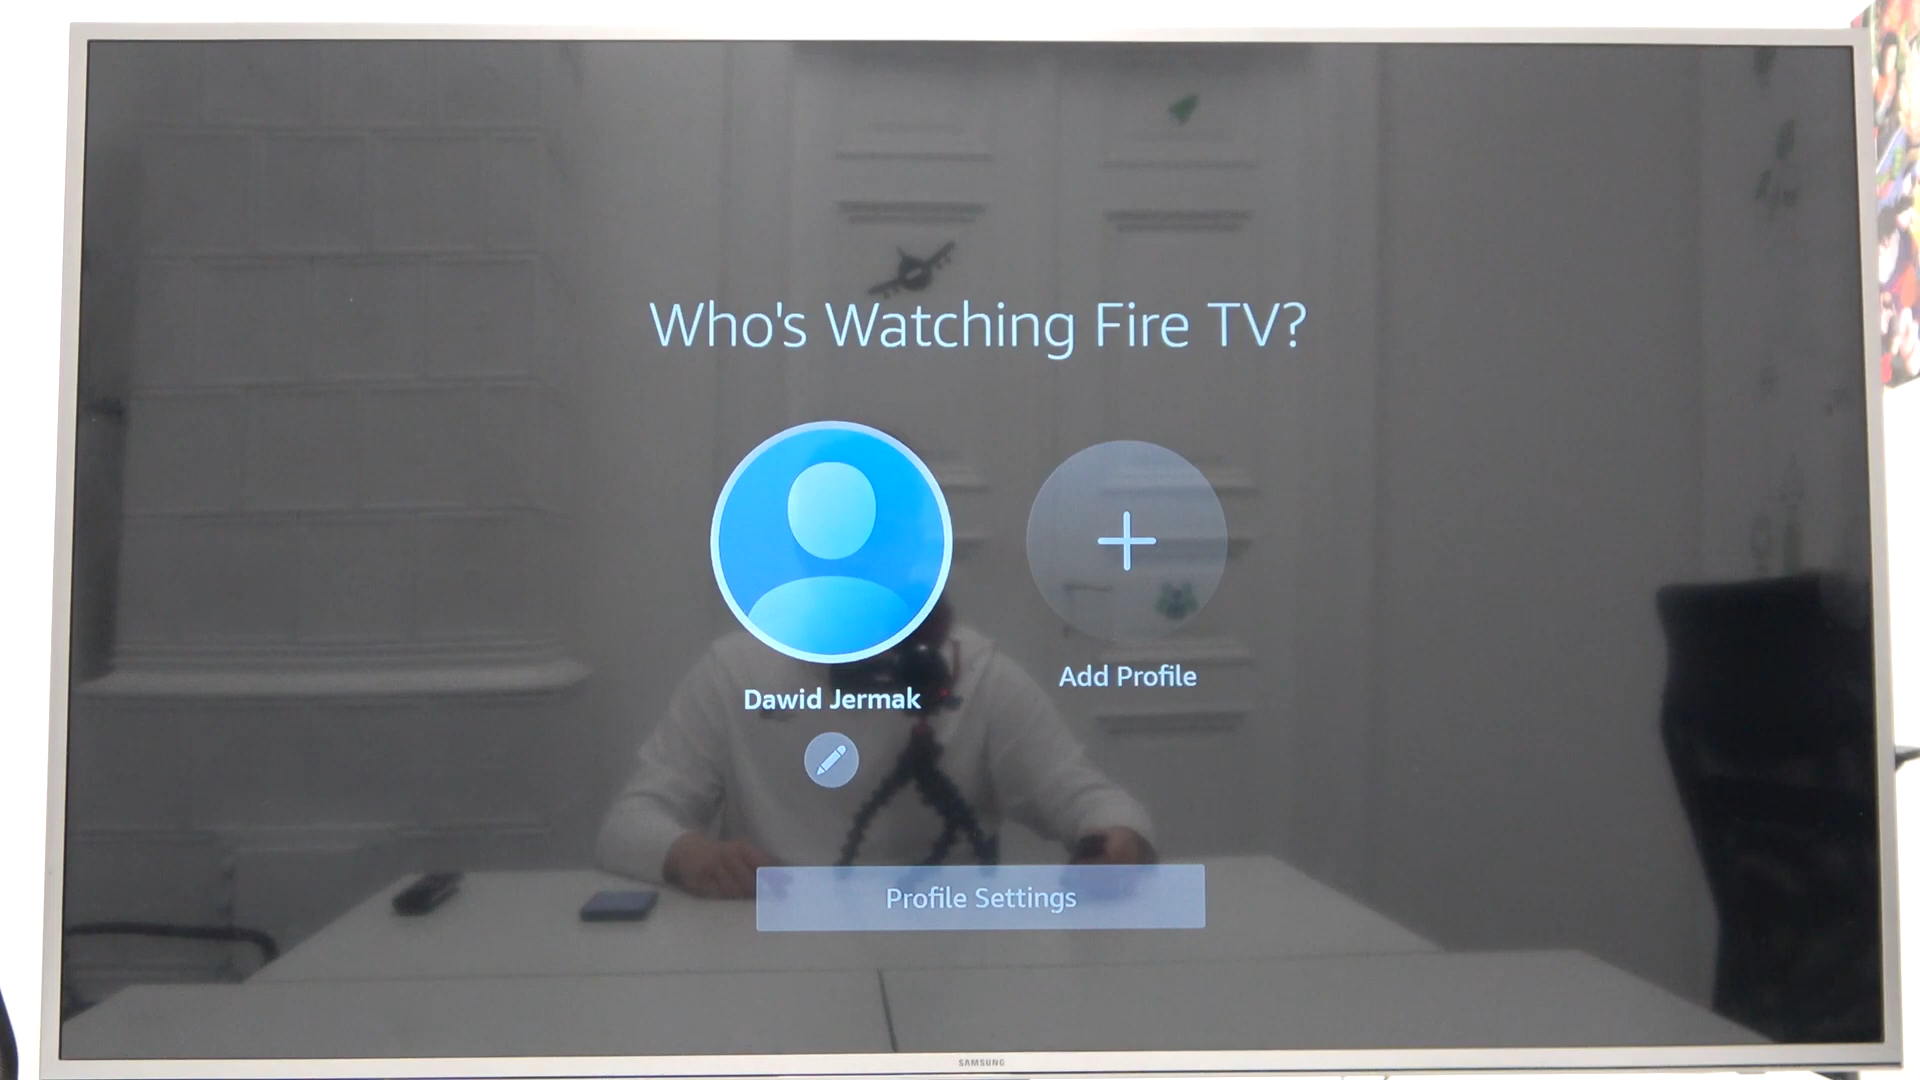 Who's Watching Fire TV?
Dawid Jermak
Add Profile
Profile Settings
SAMSUNG